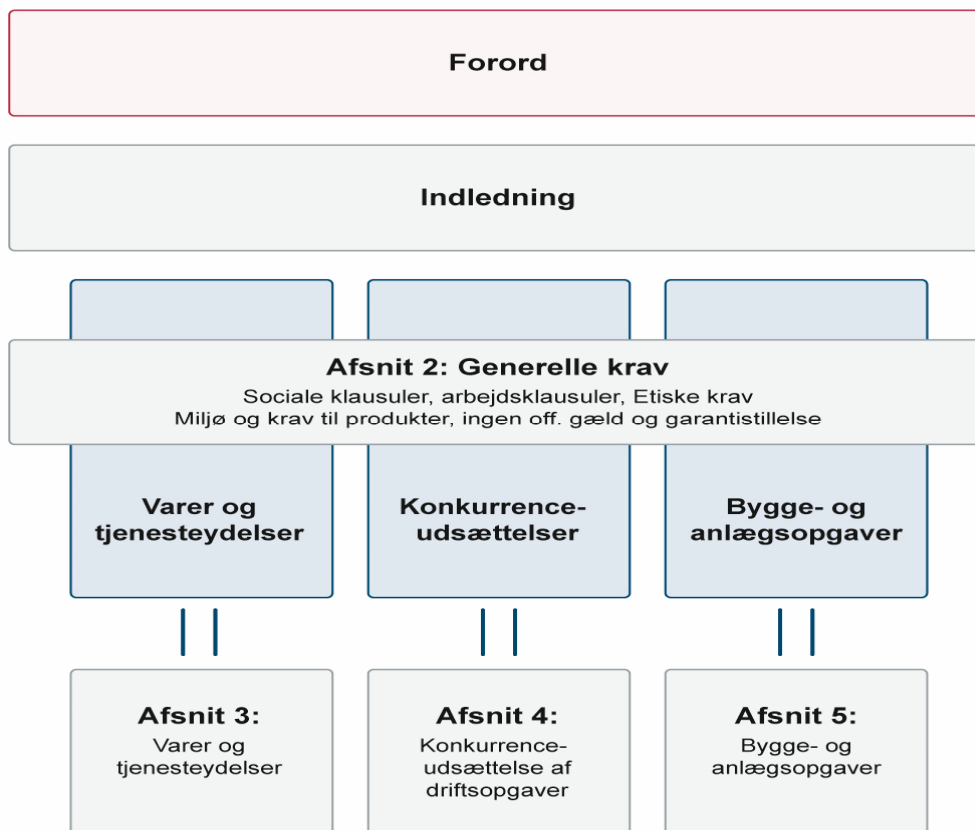 Forord
Indledning
Afsnit 2: Generelle krav
Sociale klausuler, arbejdsklausuler, Etiske krav
Miljø og krav til produkter, ingen off. gæld og garantistillelse
Varer og
tjenesteydelser
Konkurrence-
udsættelser
Bygge- og
anlægsopgaver
Afsnit 3:
Varer og
tjenesteydelser
Afsnit 4:
Konkurrence-
udsættelse af
driftsopgaver
Afsnit 5:
Bygge- og
anlægsopgaver